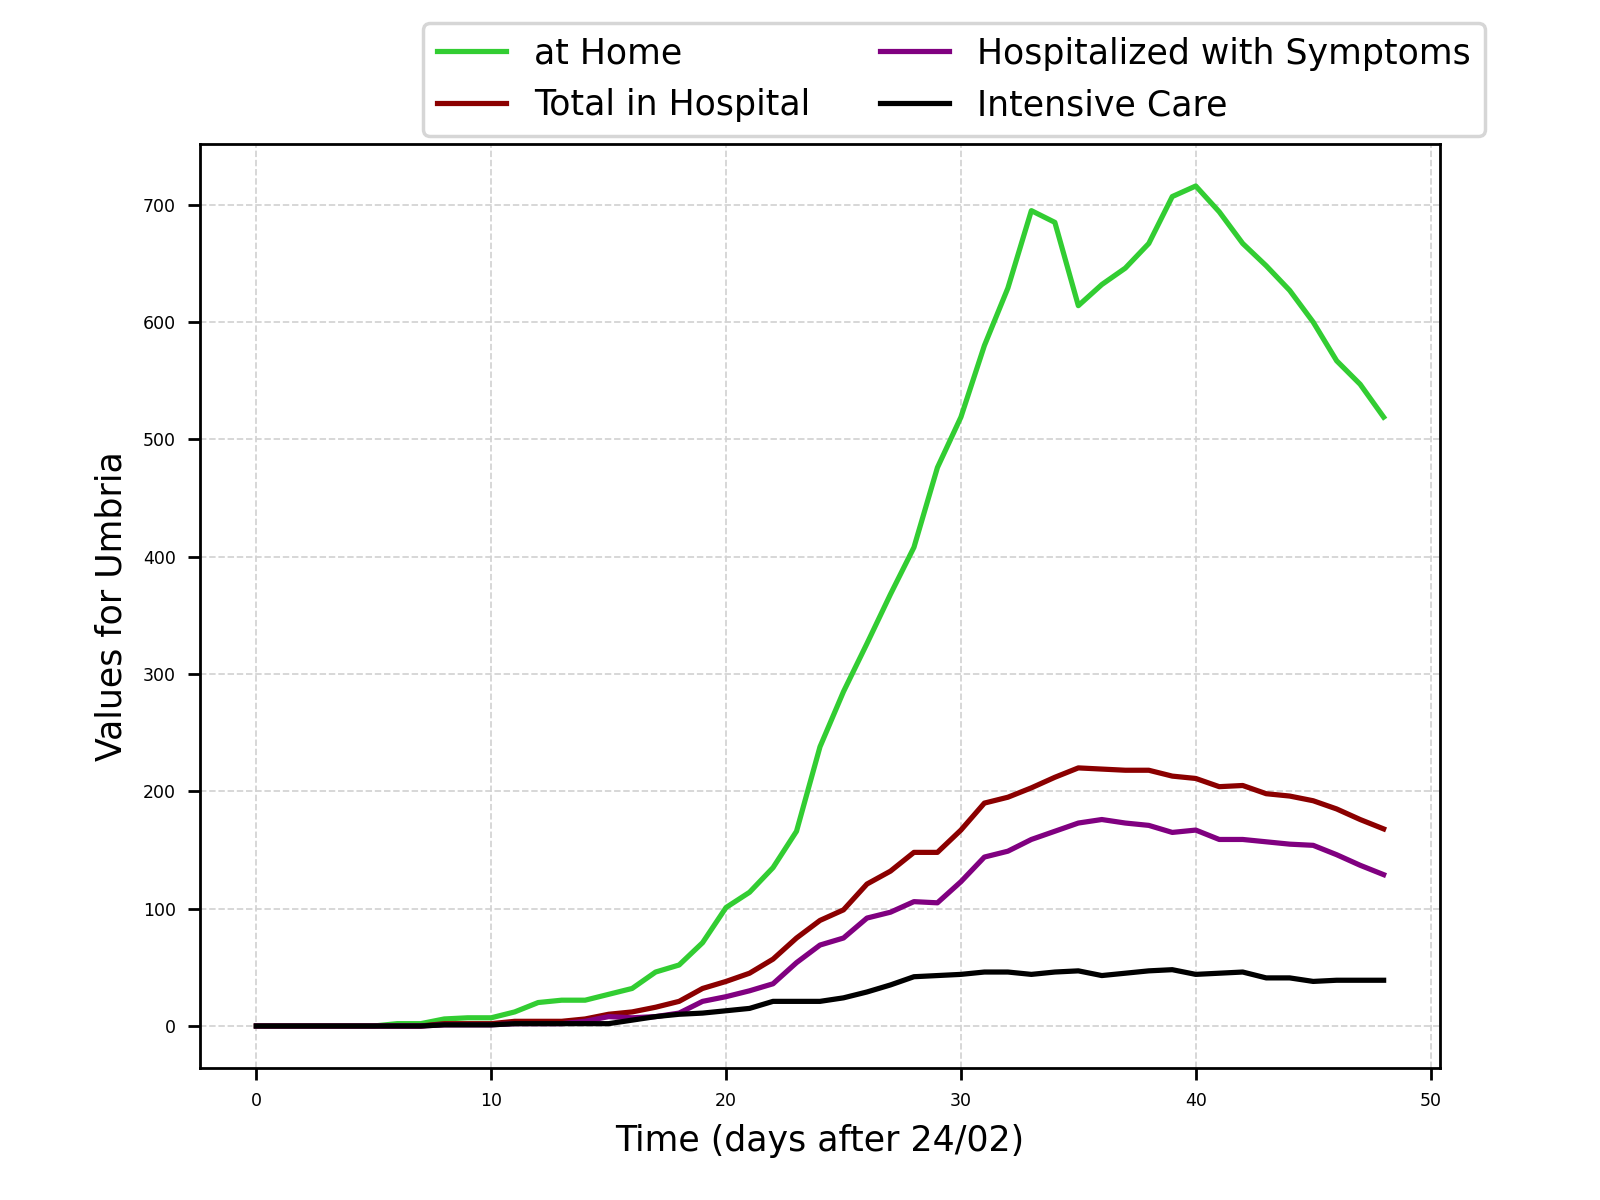 at Home
Total in Hospital
Hospitalized with Symptoms
Intensive Care
Values for Umbria
700
600
500
400
300
200
100
0
0 10 20 30 40 50
Time (days after 24/02)